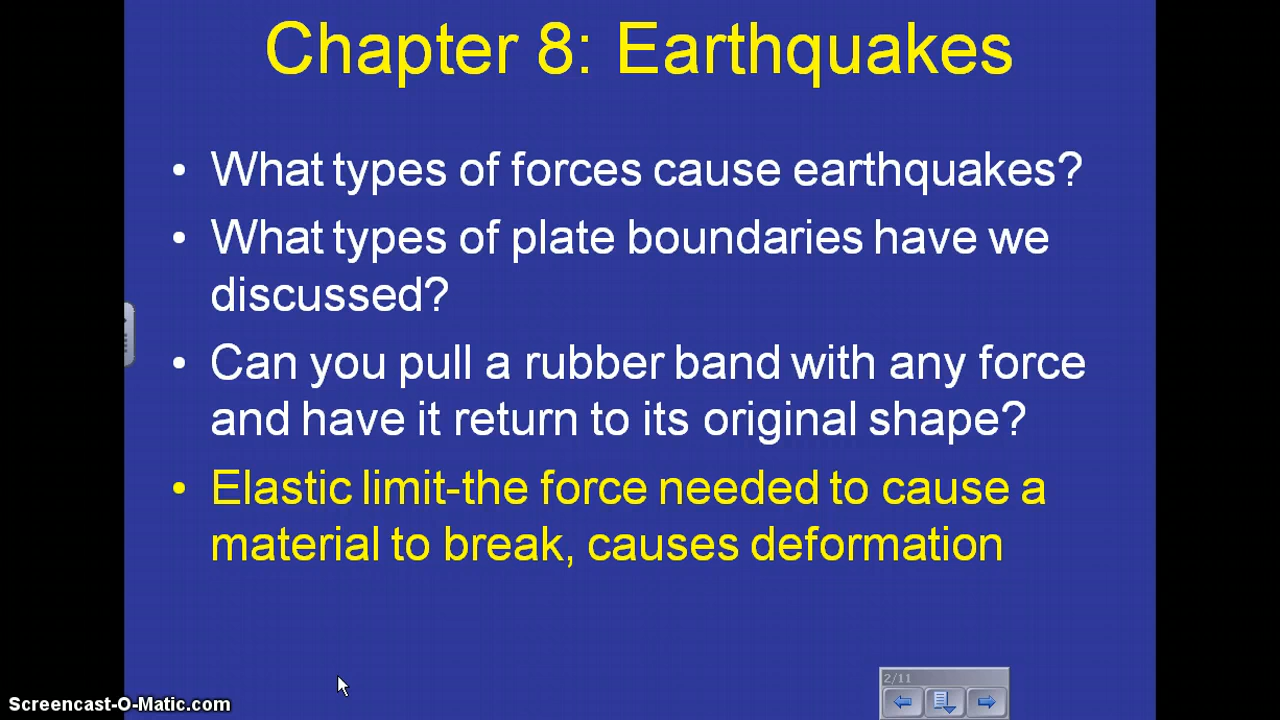 Chapter 8: Earthquakes
• What types of forces cause earthquakes?
• What types of plate boundaries have we
discussed?
• Can you pull a rubber band with any force
and have it return to its original shape?
• Elastic limit-the force needed to cause a
material to break, causes deformation
2/11
Screencast-O-Matic.com